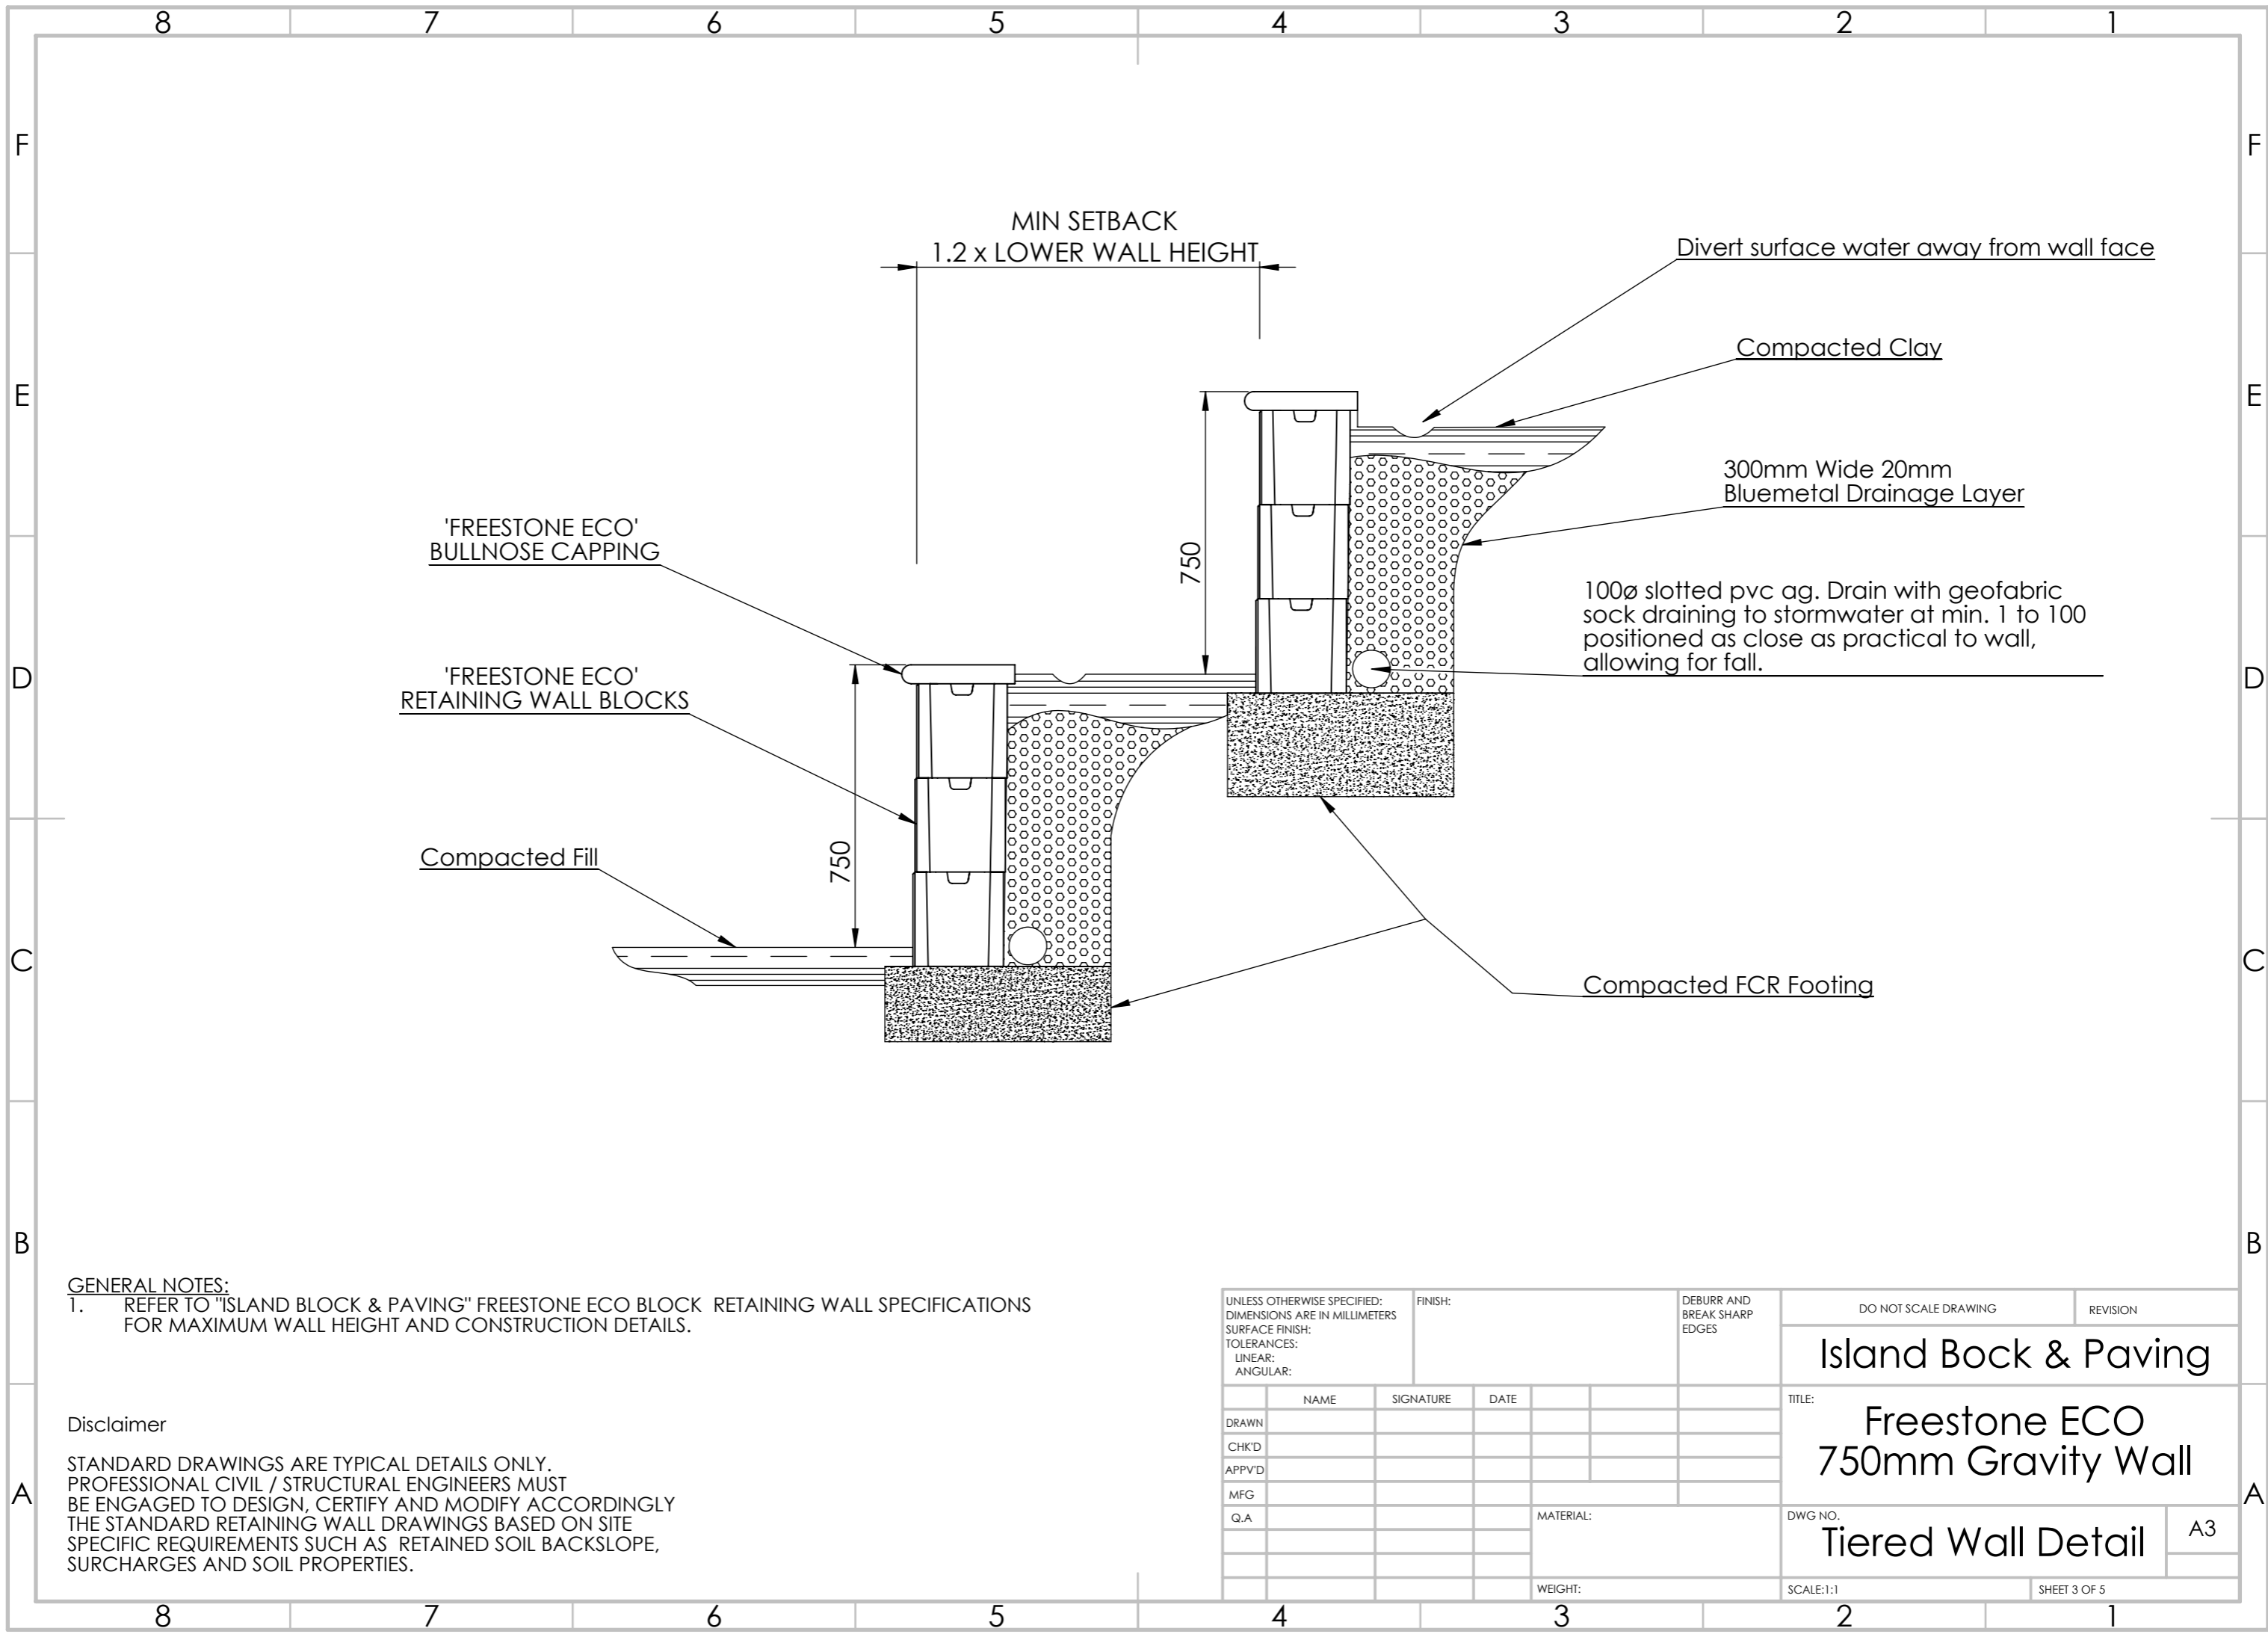 8 7 6 5 4 3 2 1
F F
MIN SETBACK
1.2 x LOWER WALL HEIGHT
Divert surface water away from wall face
Compacted Clay
E E
300mm Wide 20mm
Bluemetal Drainage Layer
'FREESTONE ECO'
BULLNOSE CAPPING
750
100ø slotted pvc ag. Drain with geofabric
sock draining to stormwater at min. 1 to 100
positioned as close as practical to wall,
allowing for fall.
D D
'FREESTONE ECO'
RETAINING WALL BLOCKS
Compacted Fill
750
C C
Compacted FCR Footing
B B
GENERAL NOTES:
1. REFER TO "ISLAND BLOCK & PAVING" FREESTONE ECO BLOCK RETAINING WALL SPECIFICATIONS
FOR MAXIMUM WALL HEIGHT AND CONSTRUCTION DETAILS.
Disclaimer
STANDARD DRAWINGS ARE TYPICAL DETAILS ONLY.
PROFESSIONAL CIVIL / STRUCTURAL ENGINEERS MUST
BE ENGAGED TO DESIGN, CERTIFY AND MODIFY ACCORDINGLY
THE STANDARD RETAINING WALL DRAWINGS BASED ON SITE
SPECIFIC REQUIREMENTS SUCH AS RETAINED SOIL BACKSLOPE,
SURCHARGES AND SOIL PROPERTIES.
A A
UNLESS OTHERWISE SPECIFIED:
DIMENSIONS ARE IN MILLIMETERS
SURFACE FINISH:
TOLERANCES:
LINEAR:
ANGULAR:
FINISH:
DEBURR AND
BREAK SHARP
EDGES
DO NOT SCALE DRAWING
REVISION
Island Bock & Paving
NAME SIGNATURE DATE
DRAWN
CHK'D
APPV'D
MFG
Q.A
TITLE:
Freestone ECO
750mm Gravity Wall
MATERIAL:
DWG NO.
Tiered Wall Detail
A3
WEIGHT:
SCALE:1:1
SHEET 3 OF 5
8 7 6 5 4 3 2 1